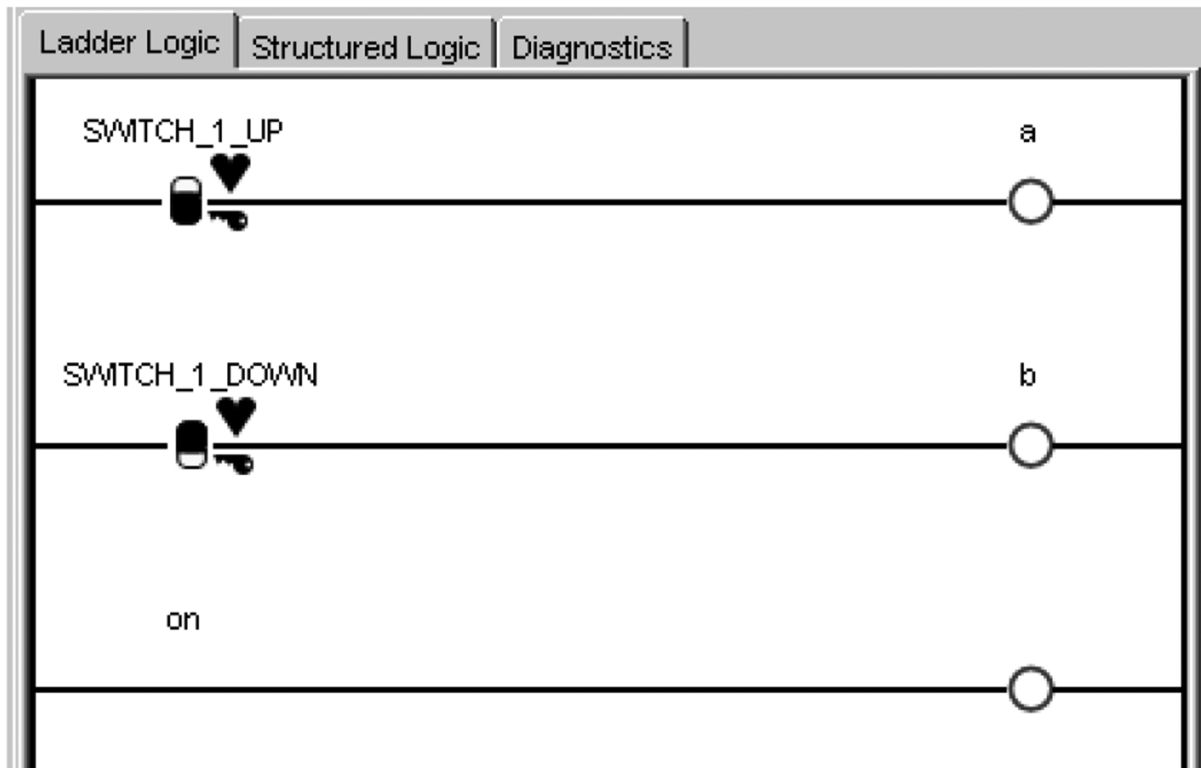 Ladder Logic Structured Logic Diagnostics
SWITCH_1_UP a
SWITCH_1_DOWN b
on